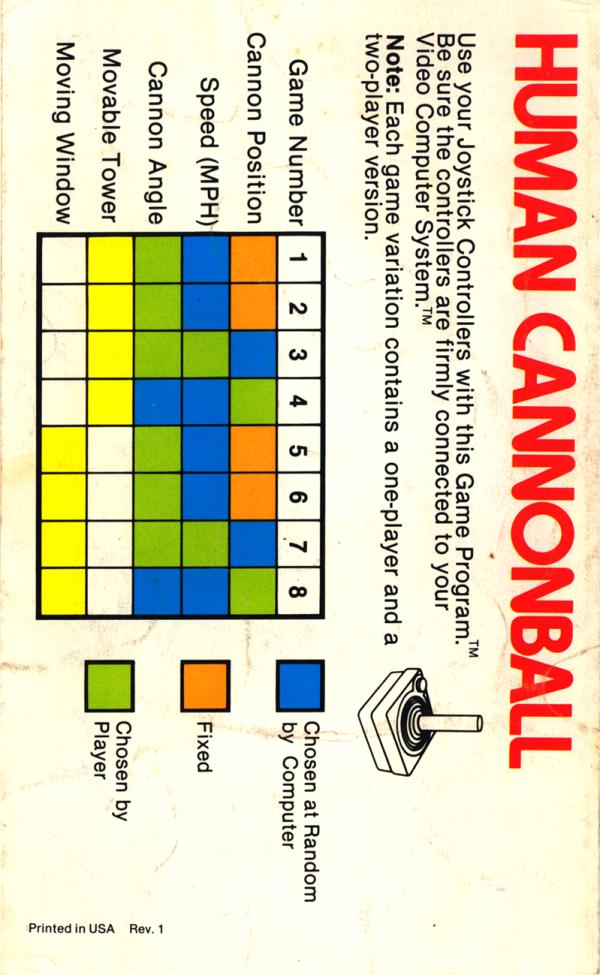 HUMAN CANNONBALL
Use your Joystick Controllers with this Game Program.™
Be sure the controllers are firmly connected to your
Video Computer System.™
Note: Each game variation contains a one-player and a
two-player version.
Game Number 1 2 3 4 5 6 7 8
Cannon Position
Speed (MPH)
Cannon Angle
Movable Tower
Moving Window
Chosen at Random
by Computer
Fixed
Chosen by
Player
Printed in USA Rev. 1